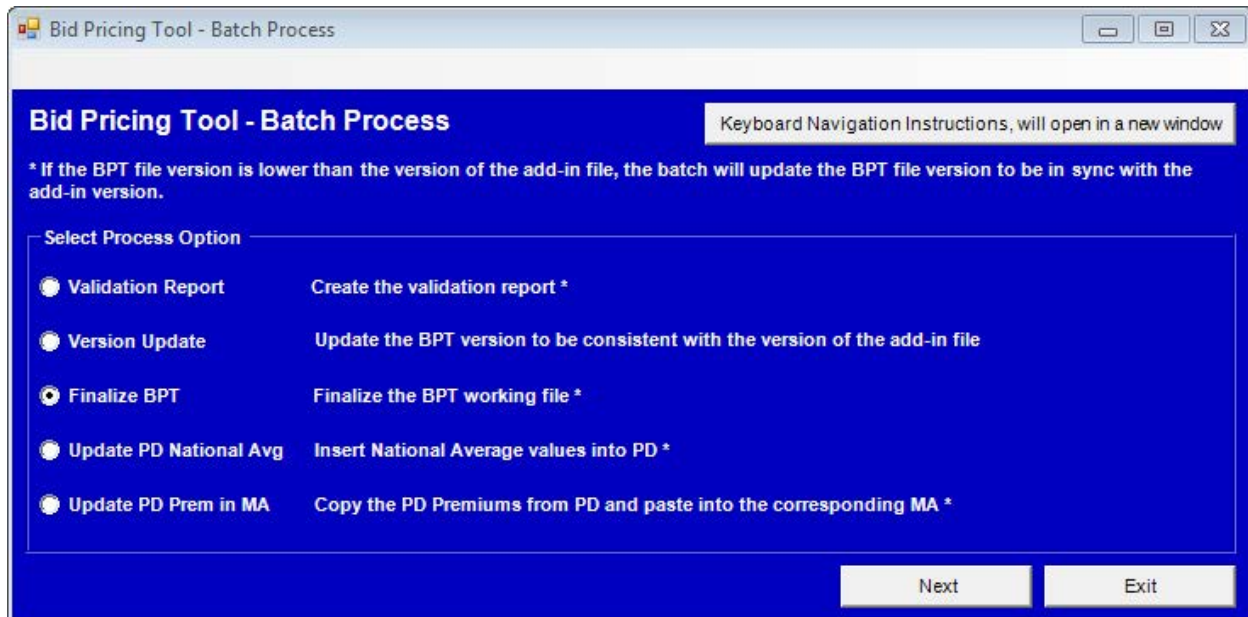 Bid Pricing Tool - Batch Process
Bid Pricing Tool - Batch Process
Keyboard Navigation Instructions, will open in a new window
* If the BPT file version is lower than the version of the add-in file, the batch will update the BPT file version to be in sync with the
add-in version.
Select Process Option
Validation Report Create the validation report *
Version Update Update the BPT version to be consistent with the version of the add-in file
Finalize BPT Finalize the BPT working file *
Update PD National Avg Insert National Average values into PD *
Update PD Prem in MA Copy the PD Premiums from PD and paste into the corresponding MA *
Next Exit